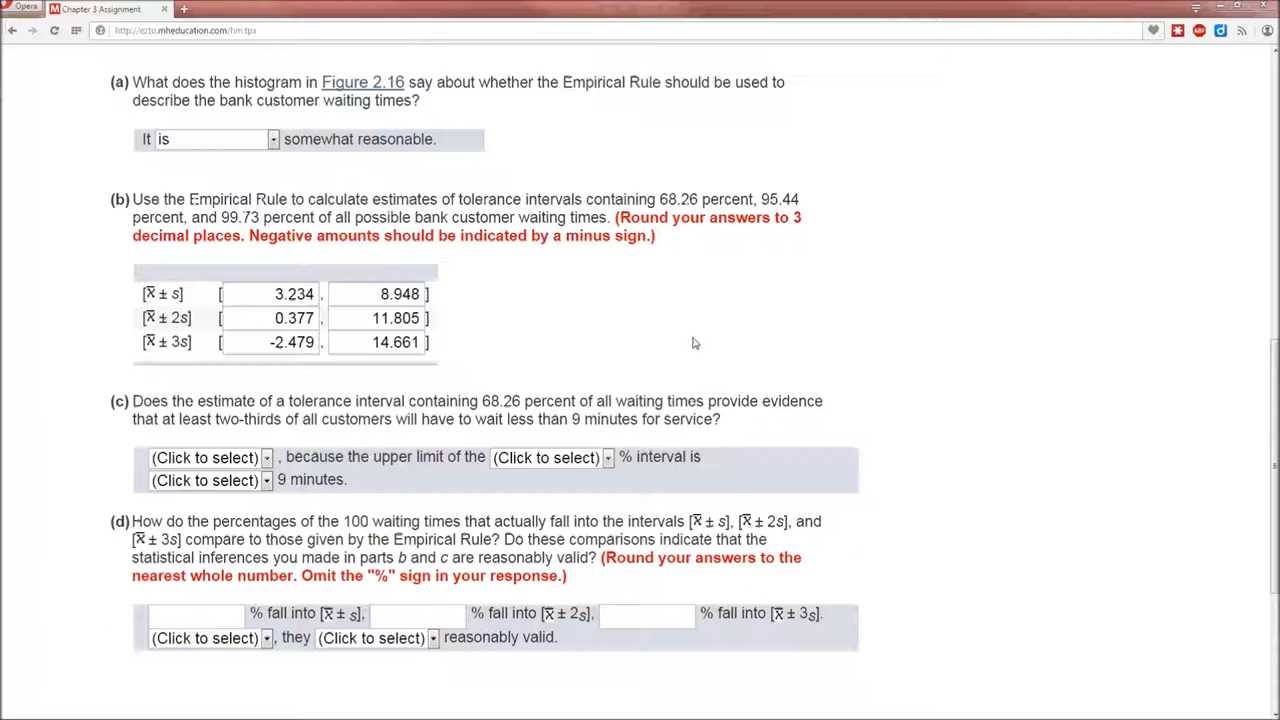 Opera
Chapter 3 Assignment
http://ezto.mheducation.com/hm.tpx
(a) What does the histogram in Figure 2.16 say about whether the Empirical Rule should be used to
describe the bank customer waiting times?
It is somewhat reasonable.
(b) Use the Empirical Rule to calculate estimates of tolerance intervals containing 68.26 percent, 95.44
percent, and 99.73 percent of all possible bank customer waiting times. (Round your answers to 3
decimal places. Negative amounts should be indicated by a minus sign.)
[x̅ ± s] [ 3.234 , 8.948 ]
[x̅ ± 2s] [ 0.377 , 11.805 ]
[x̅ ± 3s] [ -2.479 , 14.661 ]
(c) Does the estimate of a tolerance interval containing 68.26 percent of all waiting times provide evidence
that at least two-thirds of all customers will have to wait less than 9 minutes for service?
(Click to select) , because the upper limit of the (Click to select) % interval is
(Click to select) 9 minutes.
(d) How do the percentages of the 100 waiting times that actually fall into the intervals [x̅ ± s], [x̅ ± 2s], and
[x̅ ± 3s] compare to those given by the Empirical Rule? Do these comparisons indicate that the
statistical inferences you made in parts b and c are reasonably valid? (Round your answers to the
nearest whole number. Omit the "%" sign in your response.)
% fall into [x̅ ± s], % fall into [x̅ ± 2s], % fall into [x̅ ± 3s].
(Click to select) , they (Click to select) reasonably valid.